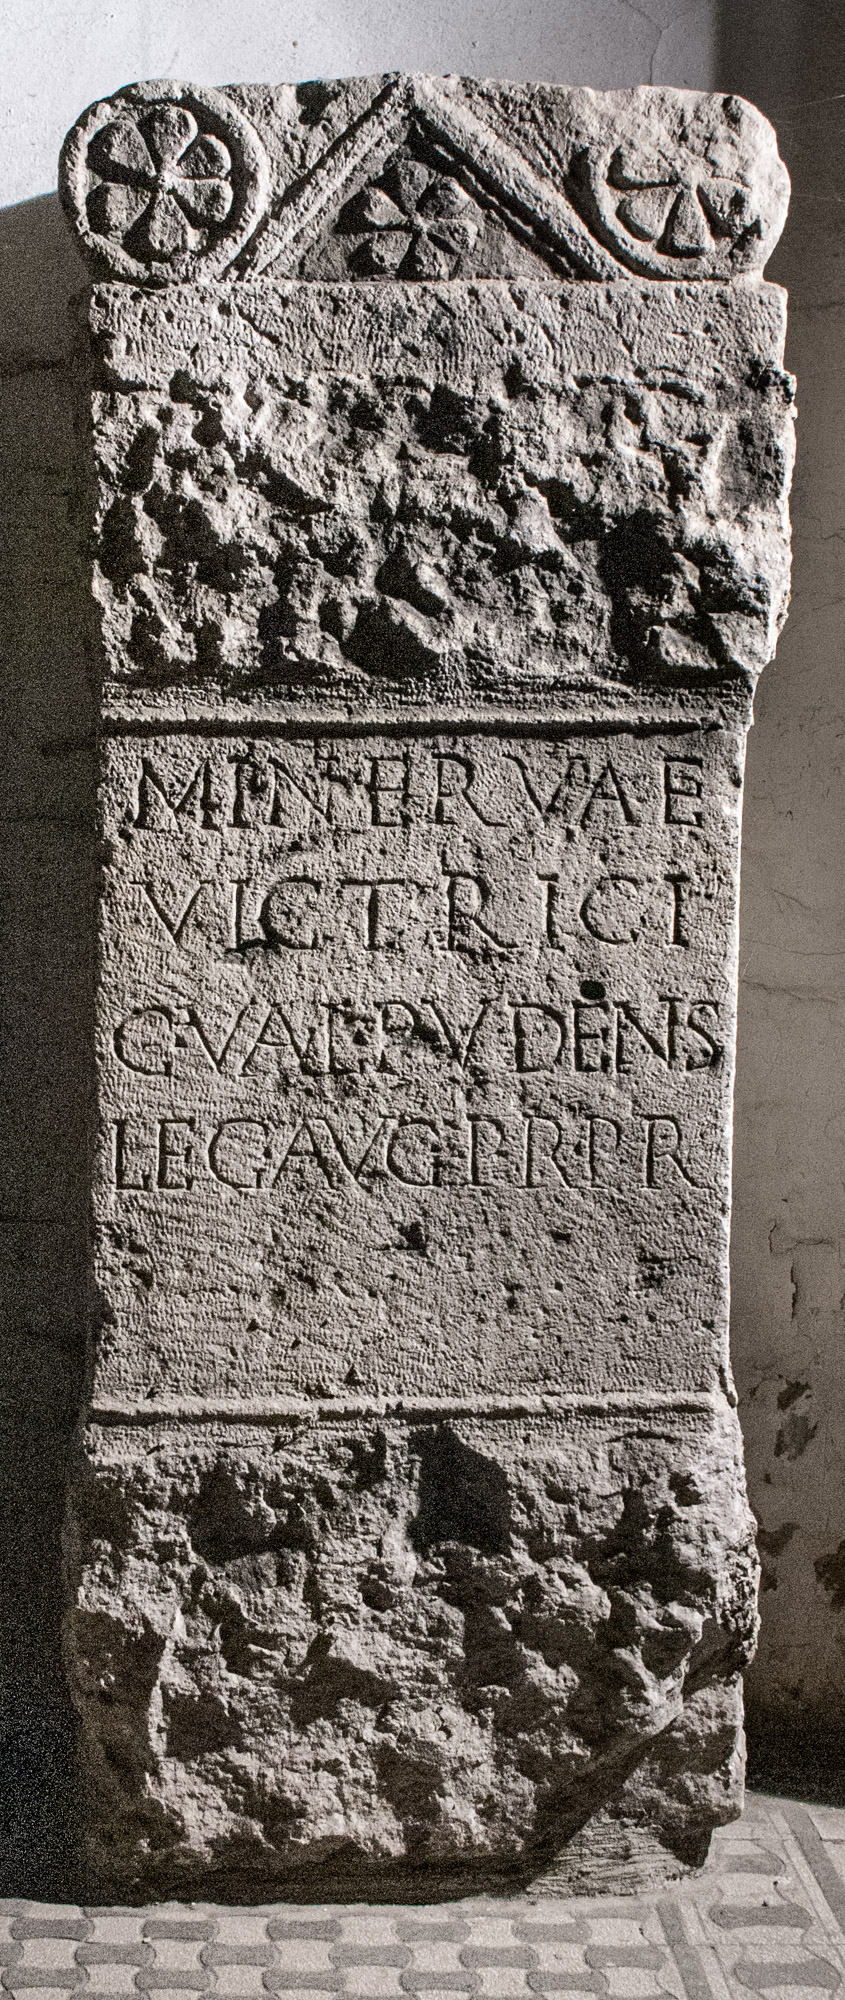 MINERVAE
VICTRICI
C·VAL·PVDENS
LEG·AVG·PR·PR